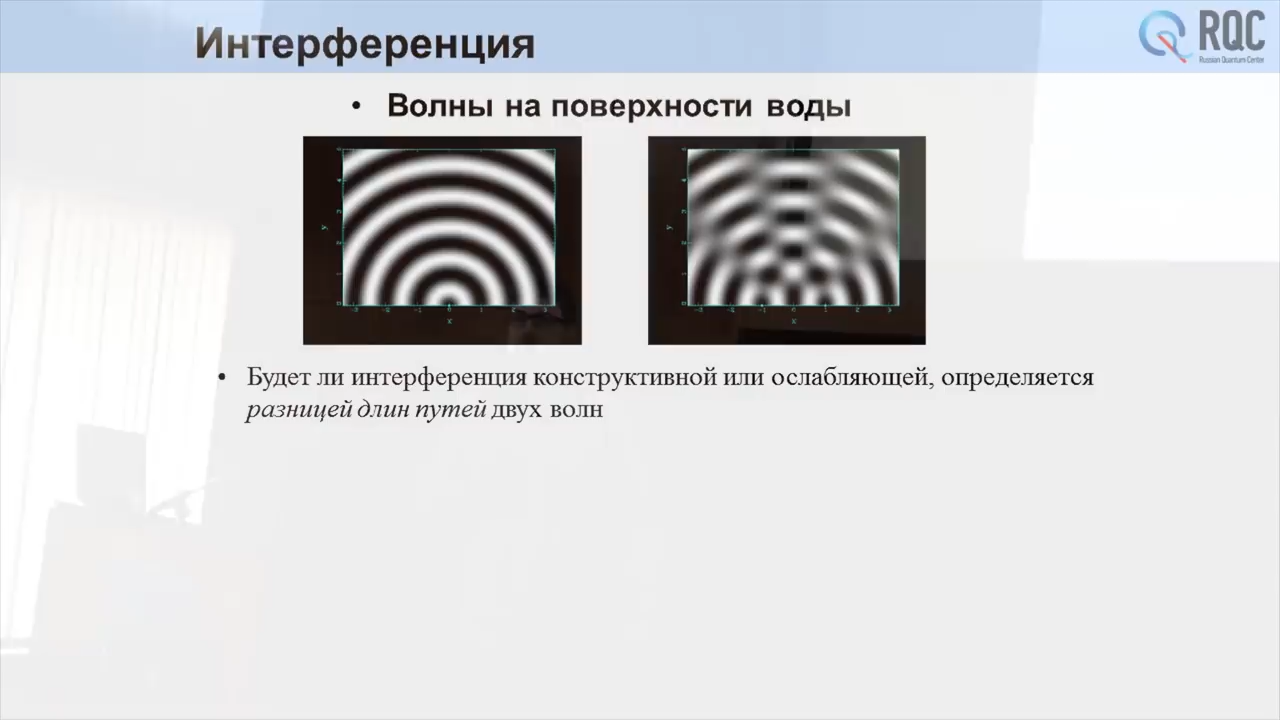 Интерференция
RQC
Russian Quantum Center
• Волны на поверхности воды
• Будет ли интерференция конструктивной или ослабляющей, определяется
разницей длин путей двух волн